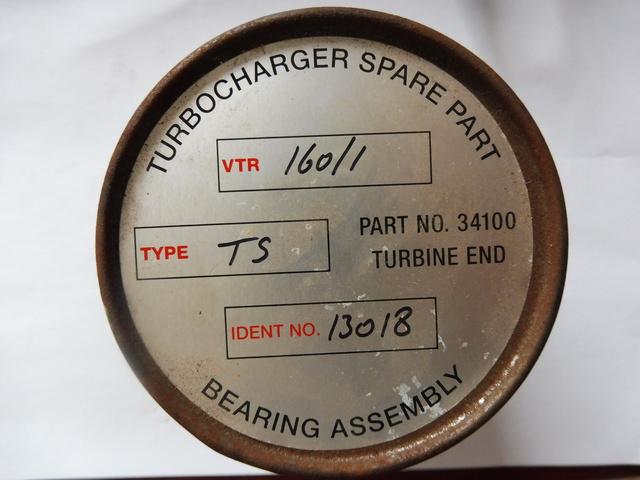 TURBOCHARGER SPARE PART
VTR 160/1
TYPE TS
PART NO. 34100
TURBINE END
IDENT NO. 13018
BEARING ASSEMBLY